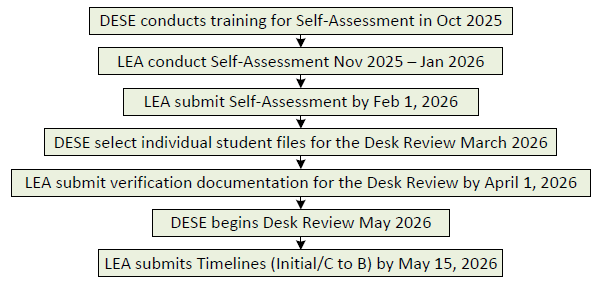 DESE conducts training for Self-Assessment in Oct 2025
LEA conduct Self-Assessment Nov 2025 – Jan 2026
LEA submit Self-Assessment by Feb 1, 2026
DESE select individual student files for the Desk Review March 2026
LEA submit verification documentation for the Desk Review by April 1, 2026
DESE begins Desk Review May 2026
LEA submits Timelines (Initial/C to B) by May 15, 2026